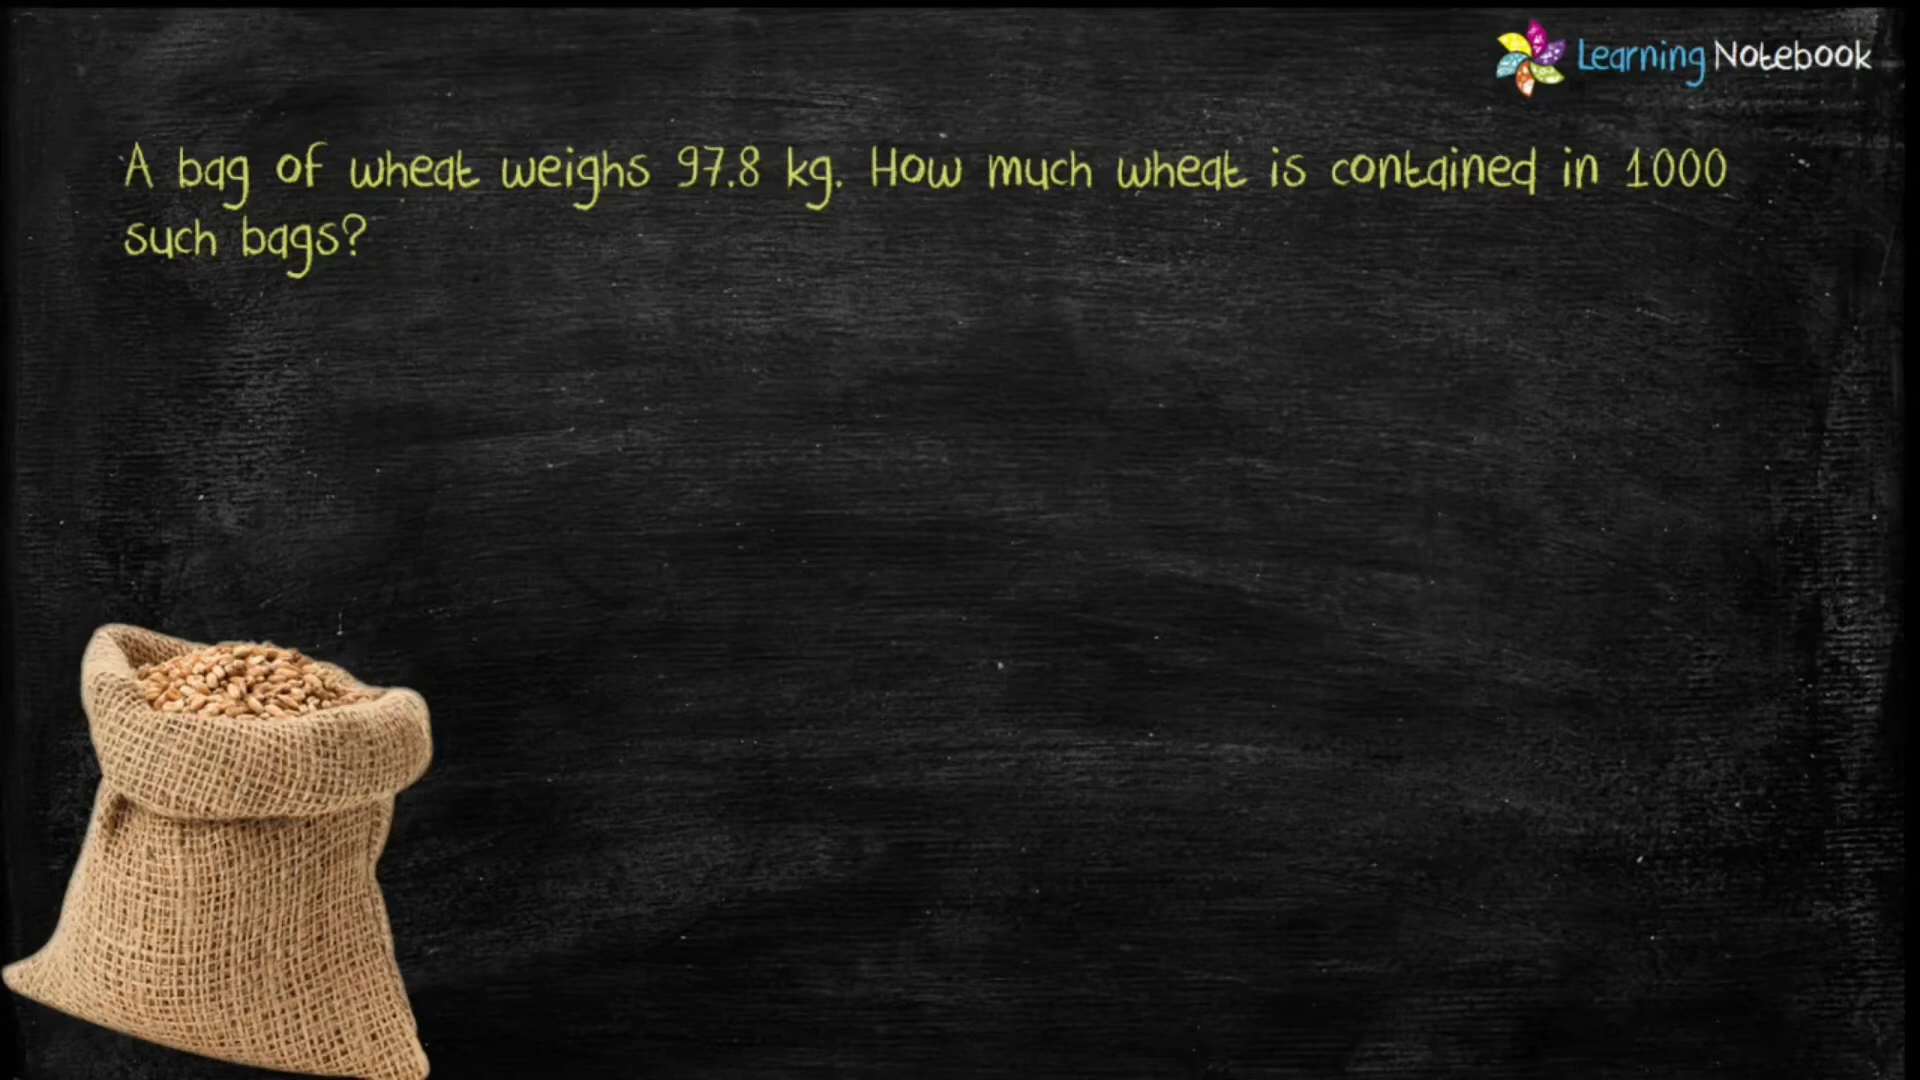 Learning Notebook
A bag of wheat weighs 97.8 kg. How much wheat is contained in 1000
such bags?